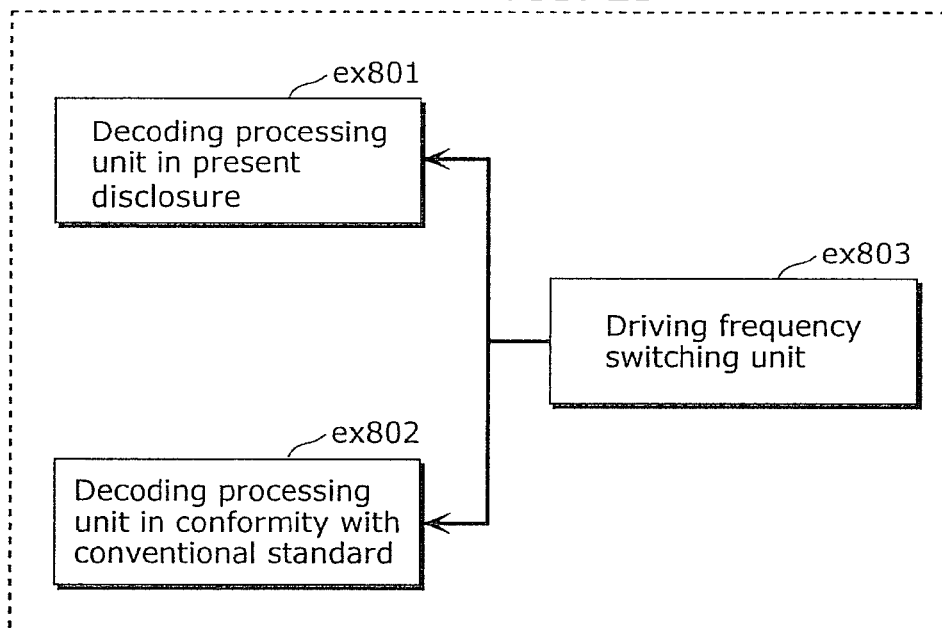 ex801
Decoding processing
unit in present
disclosure
ex803
Driving frequency
switching unit
ex802
Decoding processing
unit in conformity with
conventional standard